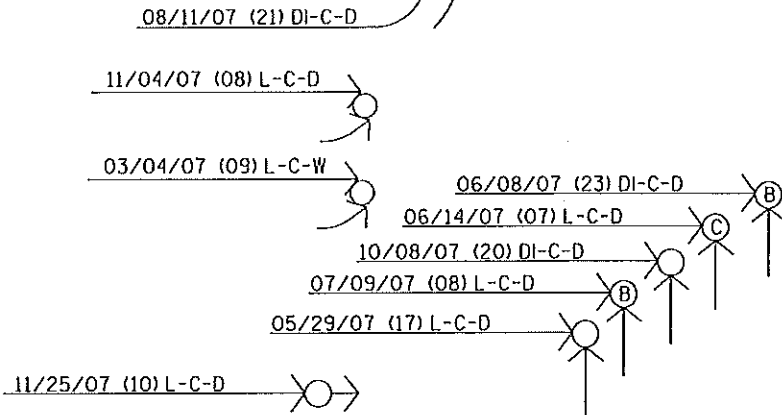 08/11/07 (21) DI-C-D
11/04/07 (08) L-C-D
03/04/07 (09) L-C-W
06/08/07 (23) DI-C-D
B
06/14/07 (07) L-C-D
C
10/08/07 (20) DI-C-D
07/09/07 (08) L-C-D
B
05/29/07 (17) L-C-D
11/25/07 (10) L-C-D